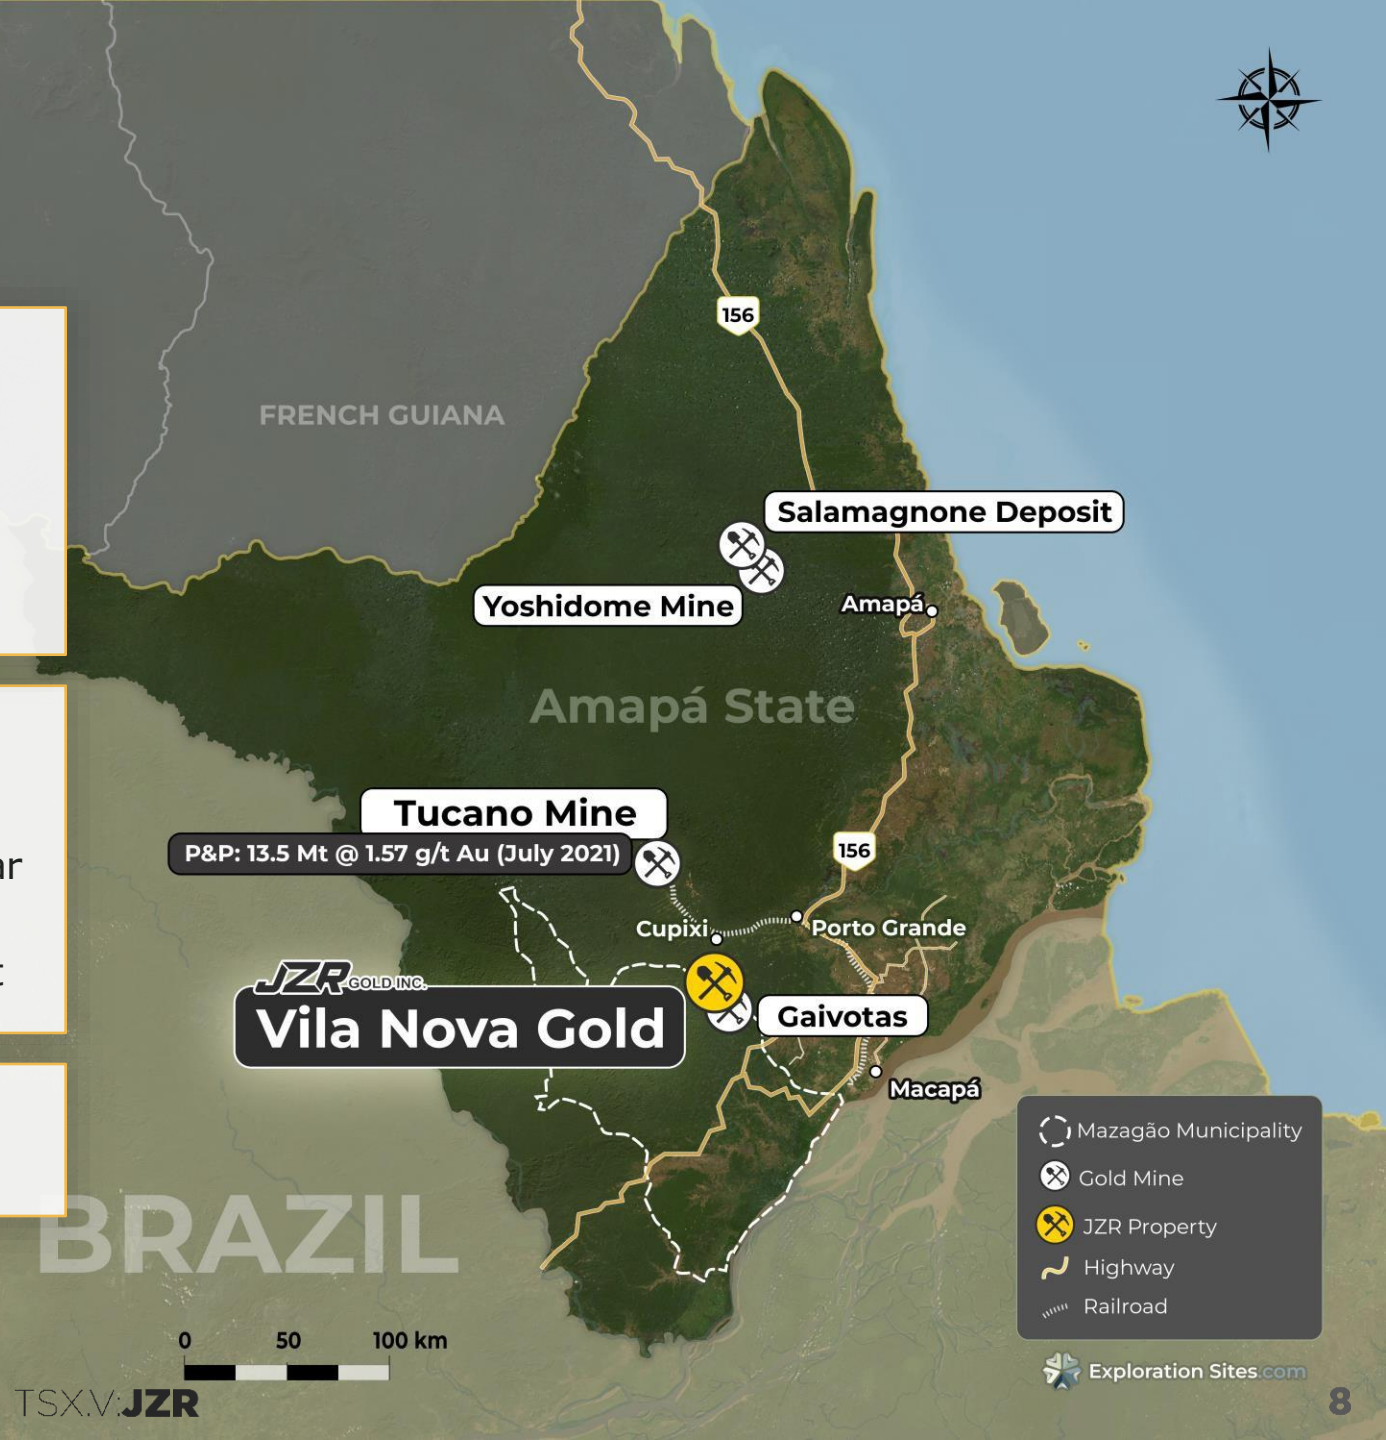 156
FRENCH GUIANA
Salamagnone Deposit
Yoshidome Mine
Amapá
Amapá State
Tucano Mine
P&P: 13.5 Mt @ 1.57 g/t Au (July 2021)
156
ar
Cupixi
Porto Grande
t
JZR GOLD INC.
Vila Nova Gold
Gaivotas
Macapá
Mazagão Municipality
Gold Mine
JZR Property
Highway
Railroad
BRAZIL
0 50 100 km
Exploration Sites.com
TSX.V:JZR
8